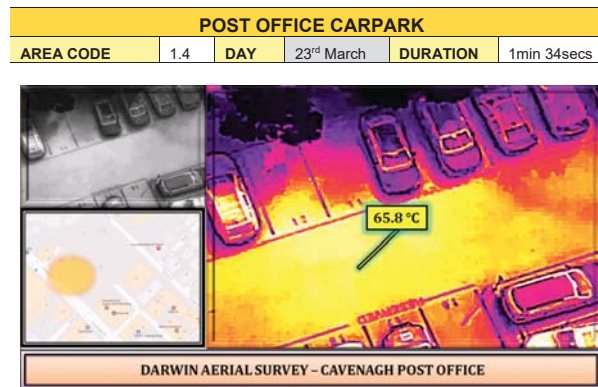 POST OFFICE CARPARK
AREA CODE 1.4 DAY 23rd March DURATION 1min 34secs
65.8 °C
RESERVED
DARWIN AERIAL SURVEY – CAVENAGH POST OFFICE